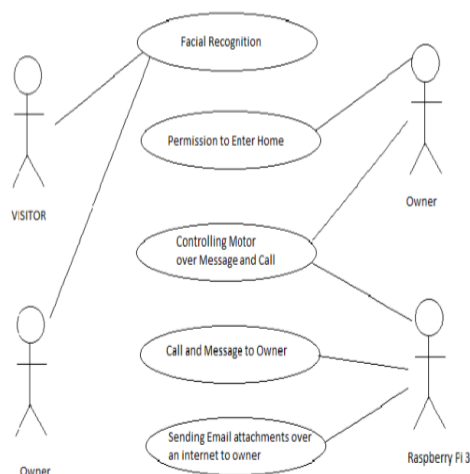 Facial Recognition
Permission to Enter Home
VISITOR
Owner
Controlling Motor
over Message and Call
Call and Message to Owner
Sending Email attachments over
an internet to owner
Raspberry Pi 3
Owner